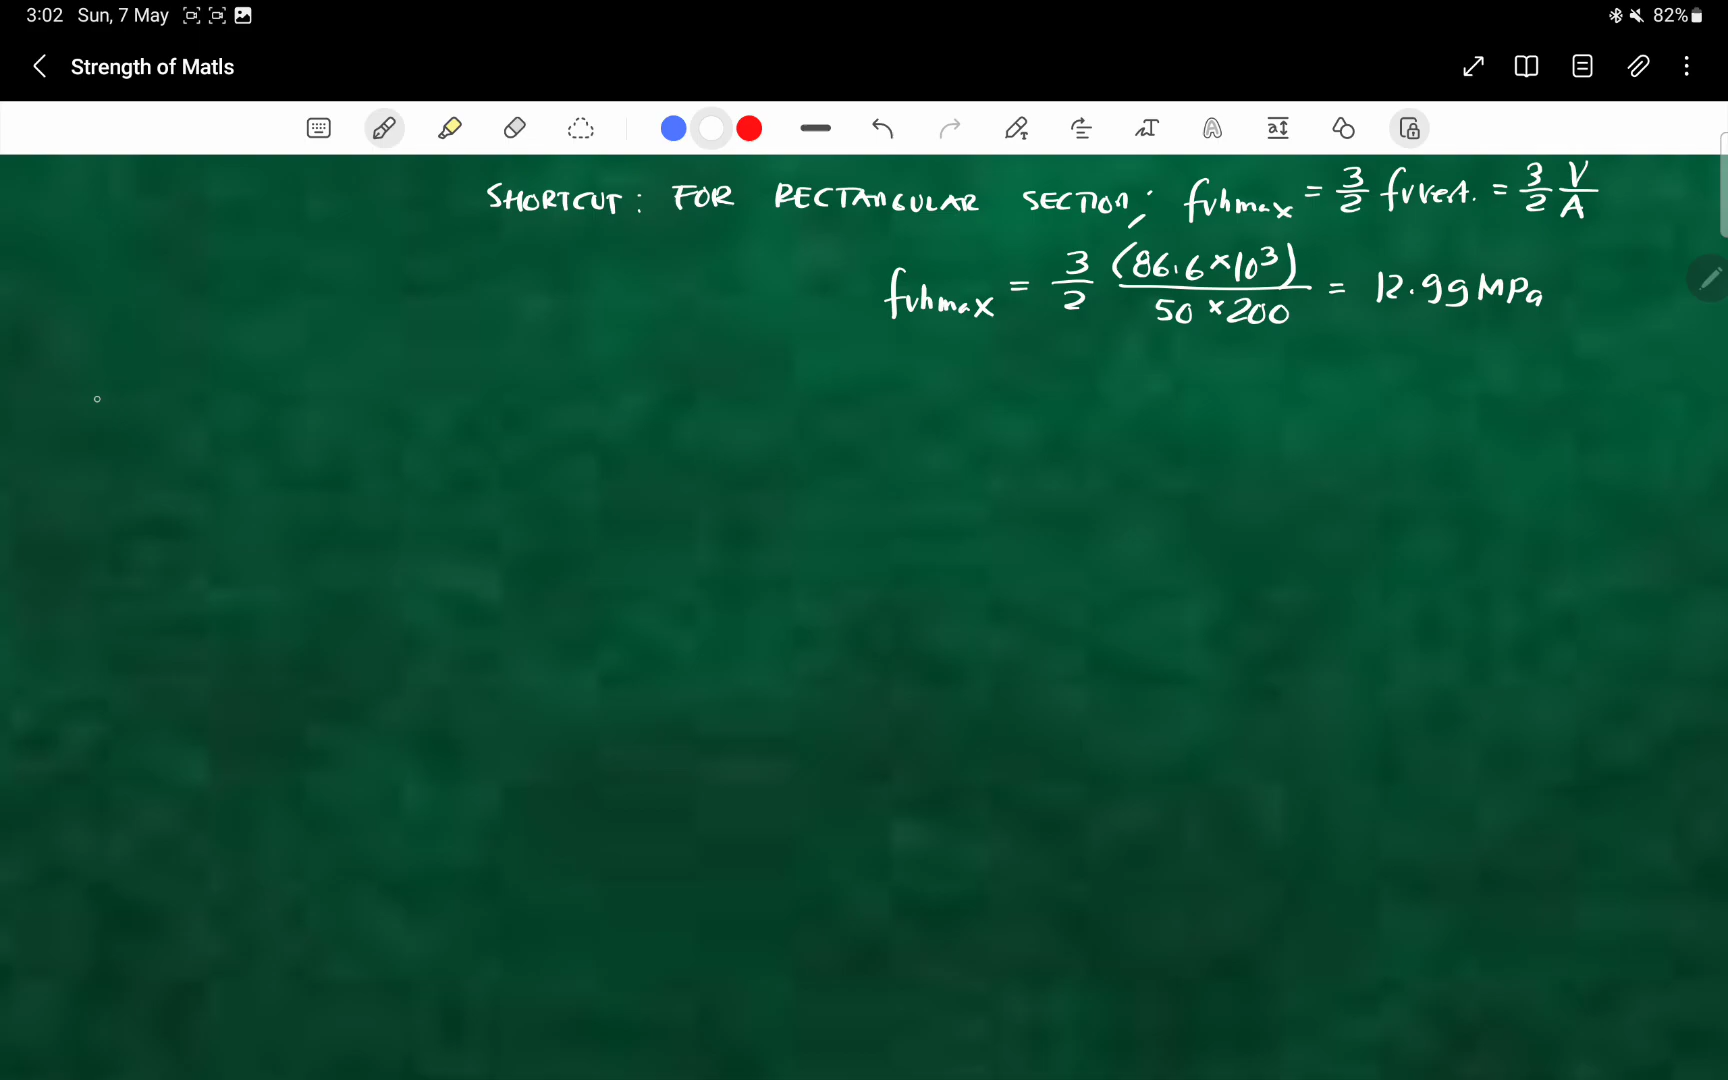 3:02 Sun, 7 May 82%
Strength of Matls
SHORTCUT: FOR RECTANGULAR SECTION; fvhmax = 3/2 fvvert. = 3/2 V/A
fvhmax = 3/2 (86.6×10³)/(50×200) = 12.99 MPa